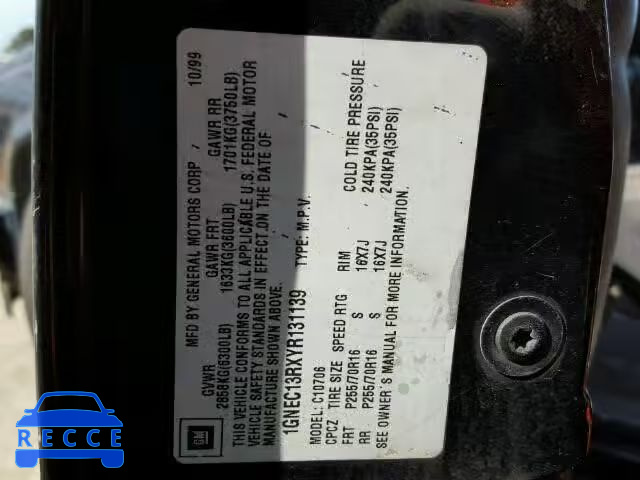 MFD BY GENERAL MOTORS CORP 10/99
GVWR GAWR FRT GAWR RR
2858KG(6300LB) 1633KG(3600LB) 1701KG(3750LB)
THIS VEHICLE CONFORMS TO ALL APPLICABLE U.S. FEDERAL MOTOR
VEHICLE SAFETY STANDARDS IN EFFECT ON THE DATE OF
MANUFACTURE SHOWN ABOVE.
1GNEC13RXYR131139 TYPE: M.P.V.
MODEL: C10706
CPCZ TIRE SIZE SPEED RTG RIM COLD TIRE PRESSURE
FRT P265/70R16 S 16X7J 240KPA(35PSI)
RR P265/70R16 S 16X7J 240KPA(35PSI)
SEE OWNER'S MANUAL FOR MORE INFORMATION.
GM
RECCE